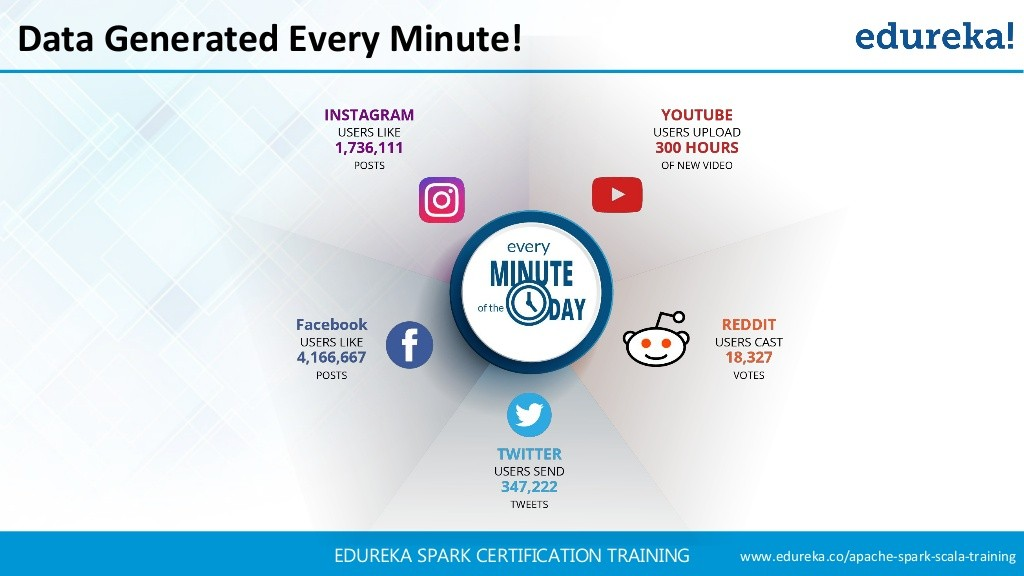 Data Generated Every Minute!
edureka!
INSTAGRAM
USERS LIKE
1,736,111
POSTS
YOUTUBE
USERS UPLOAD
300 HOURS
OF NEW VIDEO
every
MINUTE
of the DAY
Facebook
USERS LIKE
4,166,667
POSTS
REDDIT
USERS CAST
18,327
VOTES
TWITTER
USERS SEND
347,222
TWEETS
EDUREKA SPARK CERTIFICATION TRAINING
www.edureka.co/apache-spark-scala-training